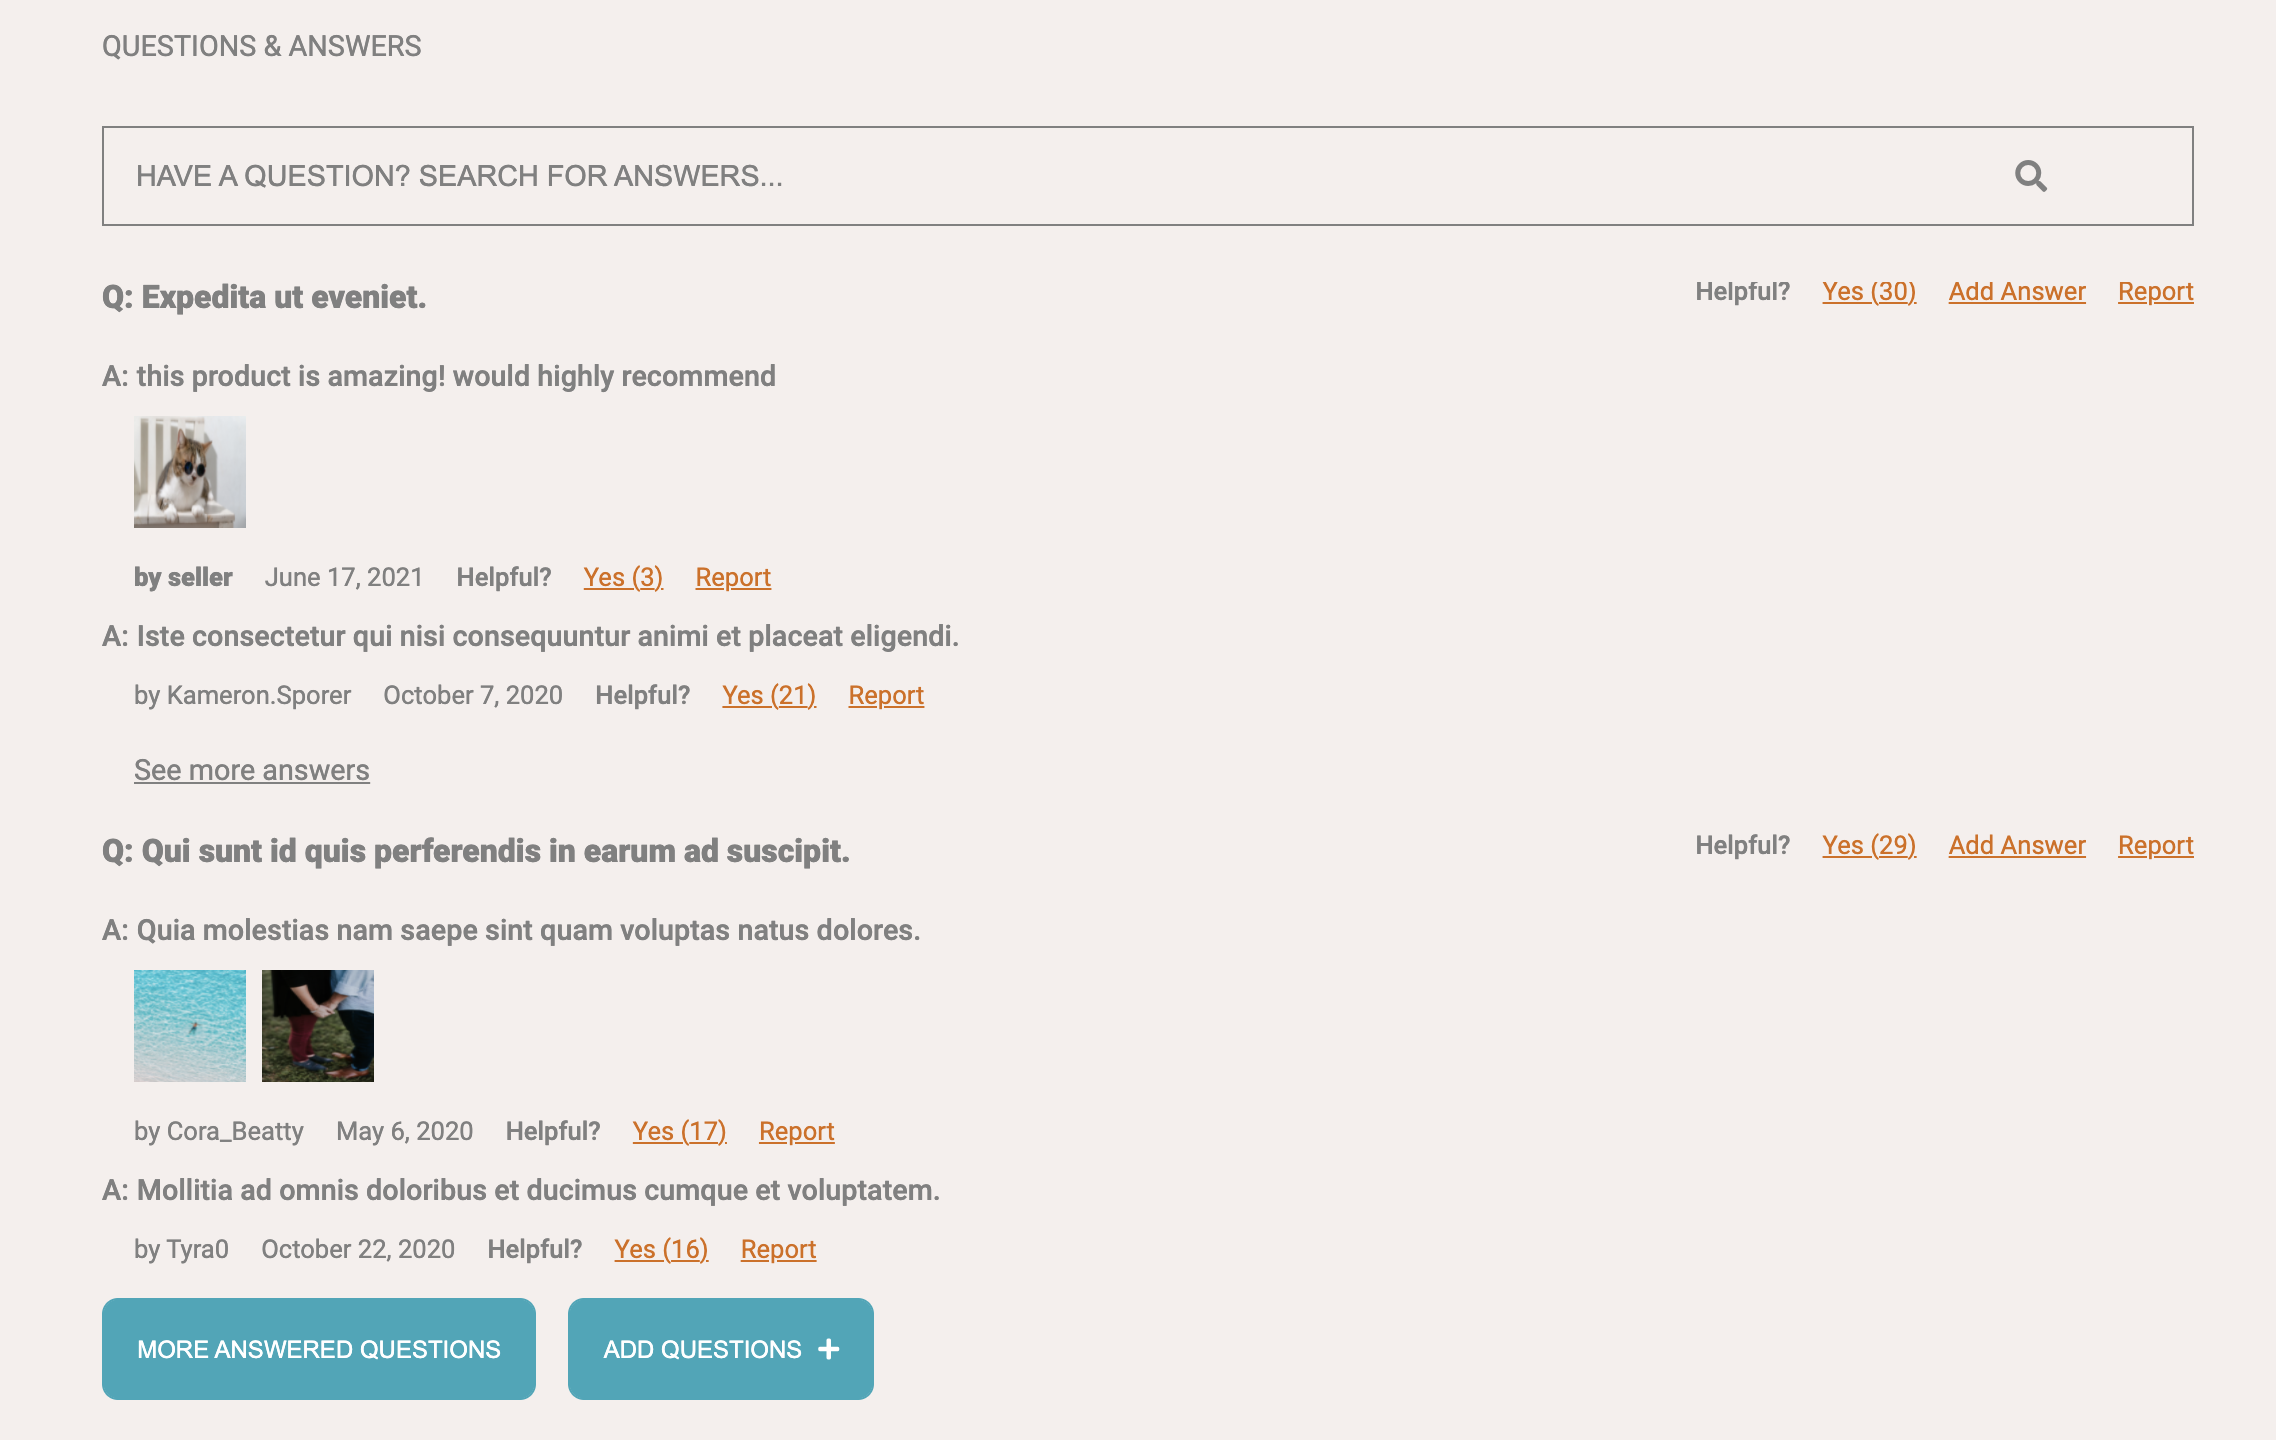 QUESTIONS & ANSWERS
HAVE A QUESTION? SEARCH FOR ANSWERS...
Q: Expedita ut eveniet. Helpful? Yes (30) Add Answer Report
A: this product is amazing! would highly recommend
by seller June 17, 2021 Helpful? Yes (3) Report
A: Iste consectetur qui nisi consequuntur animi et placeat eligendi.
by Kameron.Sporer October 7, 2020 Helpful? Yes (21) Report
See more answers
Q: Qui sunt id quis perferendis in earum ad suscipit. Helpful? Yes (29) Add Answer Report
A: Quia molestias nam saepe sint quam voluptas natus dolores.
by Cora_Beatty May 6, 2020 Helpful? Yes (17) Report
A: Mollitia ad omnis doloribus et ducimus cumque et voluptatem.
by Tyra0 October 22, 2020 Helpful? Yes (16) Report
MORE ANSWERED QUESTIONS ADD QUESTIONS +